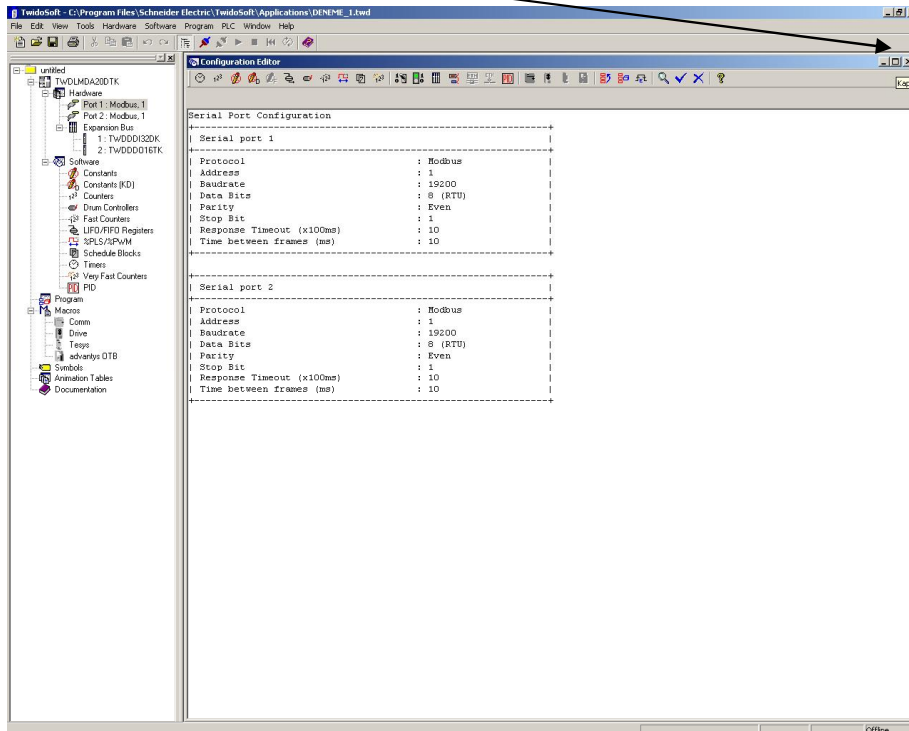 TwidoSoft - C:\Program Files\Schneider Electric\TwidoSoft\Applications\DENEME_1.twd
File Edit View Tools Hardware Software Program PLC Window Help
Configuration Editor
untitled
TWDLMDA20DTK
Hardware
Port 1 : Modbus, 1
Port 2 : Modbus, 1
Expansion Bus
1 : TWDDDI32DK
2 : TWDDDO16TK
Software
Constants
Constants (KD)
Counters
Drum Controllers
Fast Counters
LIFO/FIFO Registers
%PLS/%PWM
Schedule Blocks
Timers
Very Fast Counters
PID
Program
Macros
Comm
Drive
Tesys
advantys OTB
Symbols
Animation Tables
Documentation
Kap
Serial Port Configuration
Serial port 1
Protocol : Modbus
Address : 1
Baudrate : 19200
Data Bits : 8 (RTU)
Parity : Even
Stop Bit : 1
Response Timeout (x100ms) : 10
Time between frames (ms) : 10
Serial port 2
Protocol : Modbus
Address : 1
Baudrate : 19200
Data Bits : 8 (RTU)
Parity : Even
Stop Bit : 1
Response Timeout (x100ms) : 10
Time between frames (ms) : 10
Offline